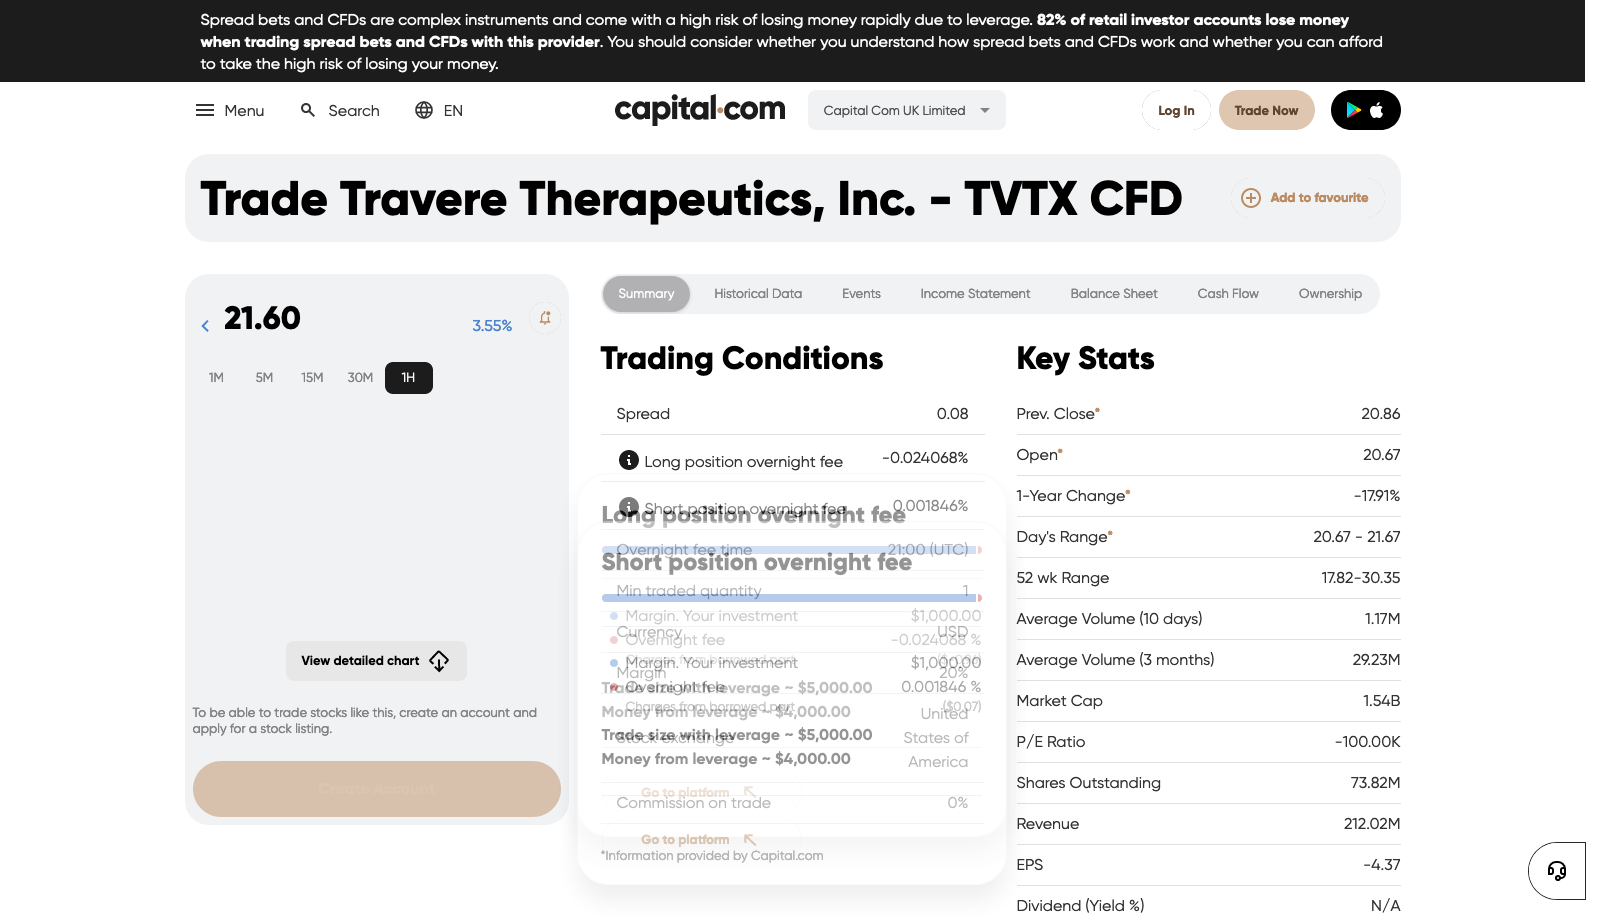 Spread bets and CFDs are complex instruments and come with a high risk of losing money rapidly due to leverage. 82% of retail investor accounts lose money
when trading spread bets and CFDs with this provider. You should consider whether you understand how spread bets and CFDs work and whether you can afford
to take the high risk of losing your money.
Menu
Search
EN
capital.com
Capital Com UK Limited
Log In
Trade Now
Trade Travere Therapeutics, Inc. - TVTX CFD
Add to favourite
21.60
3.55%
1M 5M 15M 30M 1H
View detailed chart
To be able to trade stocks like this, create an account and
apply for a stock listing.
Create Account
Summary Historical Data Events Income Statement Balance Sheet Cash Flow Ownership
Trading Conditions
Spread 0.08
Long position overnight fee -0.024068%
Short position overnight fee 0.001846%
Overnight fee time 21:00 (UTC)
Min traded quantity 1
Currency USD
Margin 20%
Stock exchange United
States of
America
Commission on trade 0%
*Information provided by Capital.com
Long position overnight fee
Margin. Your investment $1,000.00
Overnight fee -0.024068 %
Charges from borrowed part
Trade size with leverage ~ $5,000.00
Money from leverage ~ $4,000.00
Go to platform
Short position overnight fee
Margin. Your investment $1,000.00
Overnight fee 0.001846 %
Charges from borrowed part ($0.07)
Trade size with leverage ~ $5,000.00
Money from leverage ~ $4,000.00
Go to platform
Key Stats
Prev. Close* 20.86
Open* 20.67
1-Year Change* -17.91%
Day's Range* 20.67 - 21.67
52 wk Range 17.82-30.35
Average Volume (10 days) 1.17M
Average Volume (3 months) 29.23M
Market Cap 1.54B
P/E Ratio -100.00K
Shares Outstanding 73.82M
Revenue 212.02M
EPS -4.37
Dividend (Yield %) N/A